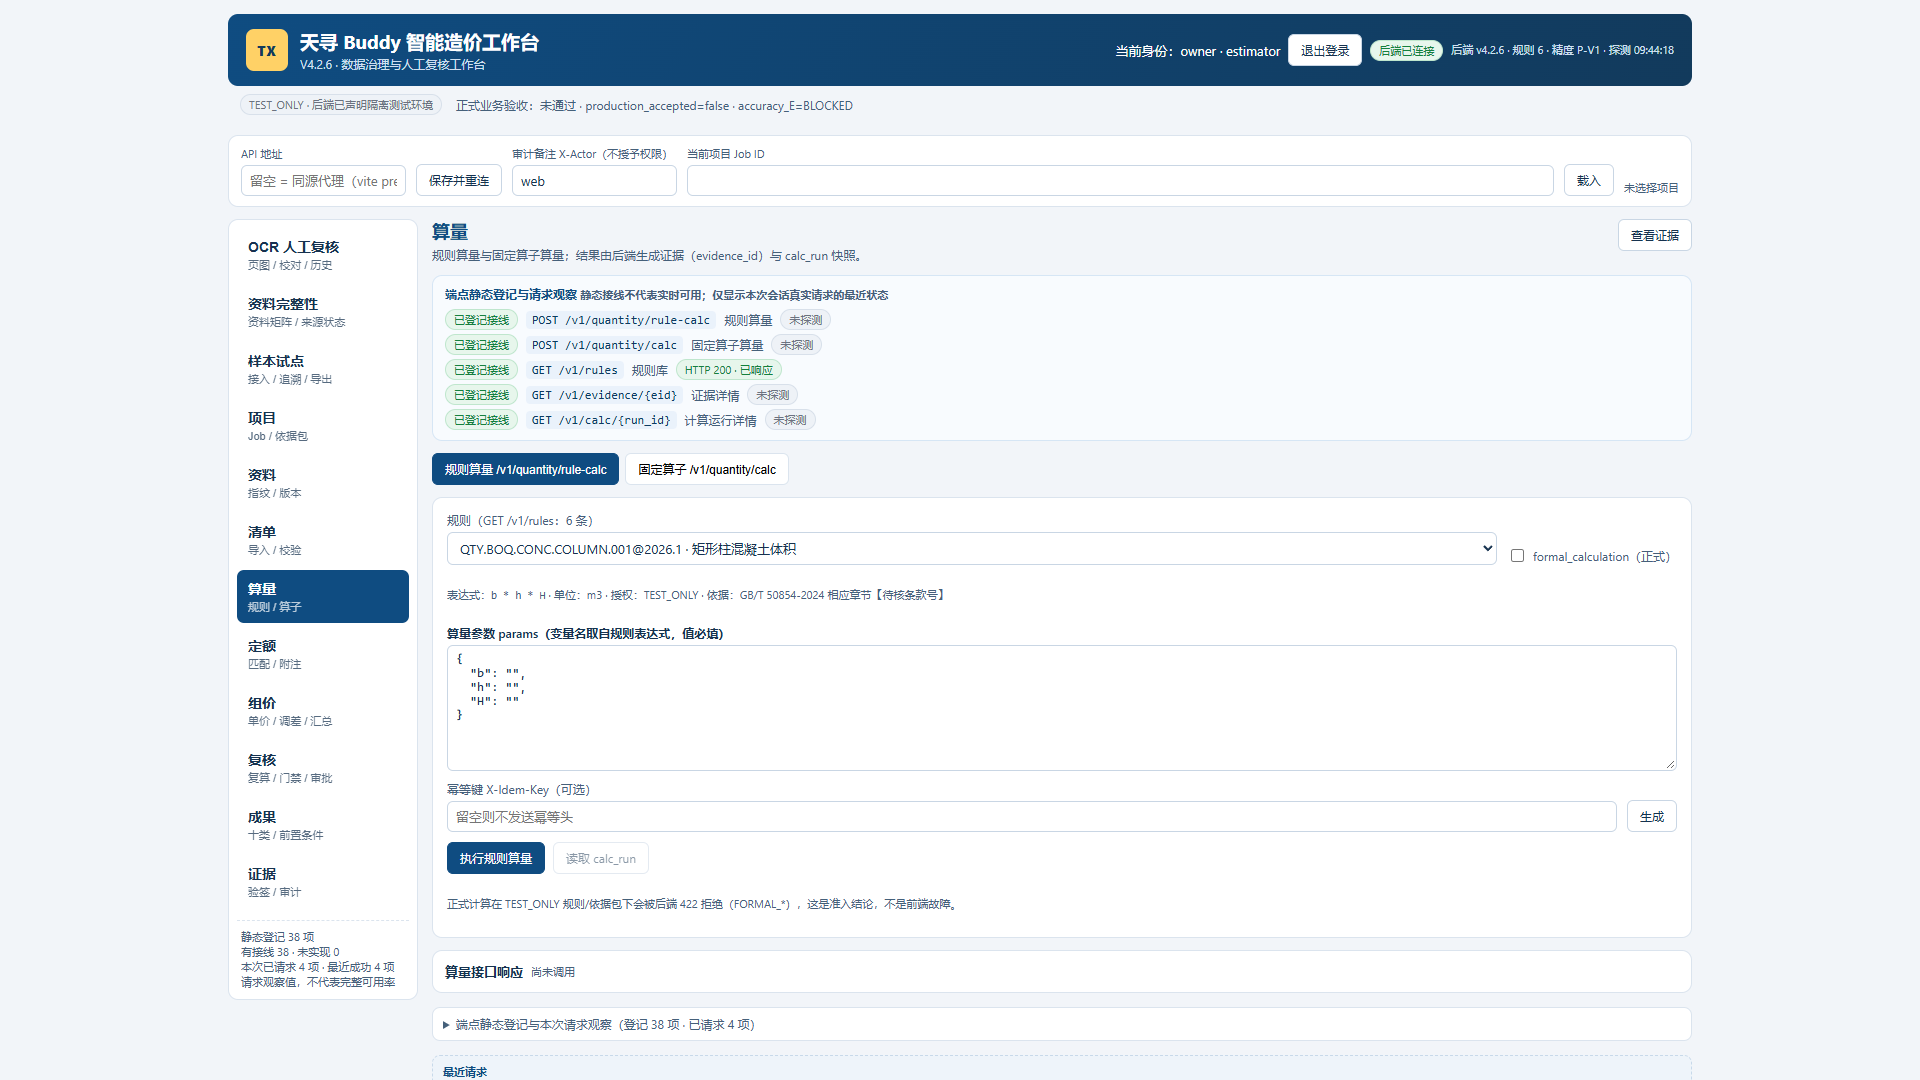 TX
天寻 Buddy 智能造价工作台
V4.2.6 · 数据治理与人工复核工作台
当前身份：owner · estimator
退出登录
后端已连接
后端 v4.2.6 · 规则 6 · 精度 P-V1 · 探测 09:44:18
TEST_ONLY · 后端已声明隔离测试环境
正式业务验收：未通过 · production_accepted=false · accuracy_E=BLOCKED
API 地址
留空 = 同源代理（vite pre
保存并重连
审计备注 X-Actor（不授予权限）
web
当前项目 Job ID
载入
未选择项目
OCR 人工复核
页图 / 校对 / 历史
资料完整性
资料矩阵 / 来源状态
样本试点
接入 / 追溯 / 导出
项目
Job / 依据包
资料
指纹 / 版本
清单
导入 / 校验
算量
规则 / 算子
定额
匹配 / 附注
组价
单价 / 调差 / 汇总
复核
复算 / 门禁 / 审批
成果
十类 / 前置条件
证据
验签 / 审计
静态登记 38 项
有接线 38 · 未实现 0
本次已请求 4 项 · 最近成功 4 项
请求观察值，不代表完整可用率
算量
规则算量与固定算子算量；结果由后端生成证据（evidence_id）与 calc_run 快照。
查看证据
端点静态登记与请求观察 静态接线不代表实时可用；仅显示本次会话真实请求的最近状态
已登记接线 POST /v1/quantity/rule-calc 规则算量 未探测
已登记接线 POST /v1/quantity/calc 固定算子算量 未探测
已登记接线 GET /v1/rules 规则库 HTTP 200 · 已响应
已登记接线 GET /v1/evidence/{eid} 证据详情 未探测
已登记接线 GET /v1/calc/{run_id} 计算运行详情 未探测
规则算量 /v1/quantity/rule-calc
固定算子 /v1/quantity/calc
规则（GET /v1/rules：6 条）
QTY.BOQ.CONC.COLUMN.001@2026.1 · 矩形柱混凝土体积
formal_calculation（正式）
表达式：b * h * H · 单位：m3 · 授权：TEST_ONLY · 依据：GB/T 50854-2024 相应章节【待核条款号】
算量参数 params（变量名取自规则表达式，值必填）
{
"b": "",
"h": "",
"H": ""
}
幂等键 X-Idem-Key（可选）
留空则不发送幂等头
生成
执行规则算量
读取 calc_run
正式计算在 TEST_ONLY 规则/依据包下会被后端 422 拒绝（FORMAL_*），这是准入结论，不是前端故障。
算量接口响应 尚未调用
端点静态登记与本次请求观察（登记 38 项 · 已请求 4 项）
最近请求